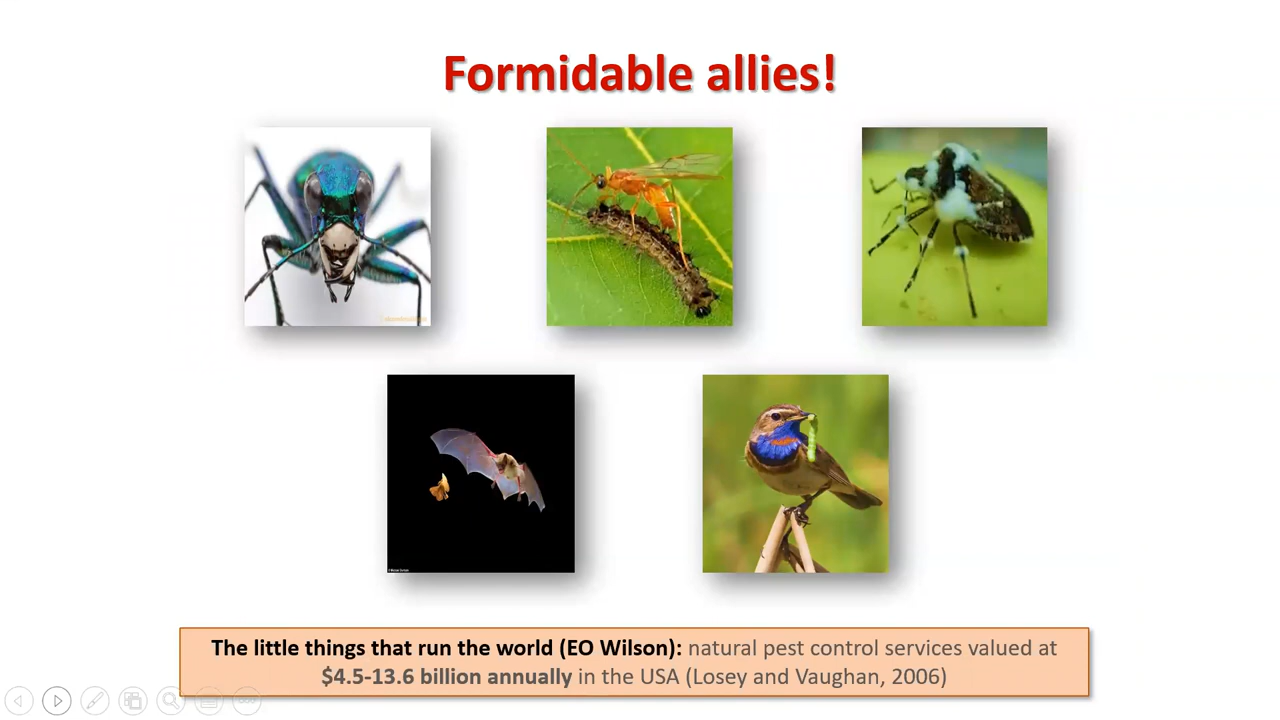 Formidable allies!
The little things that run the world (EO Wilson): natural pest control services valued at
$4.5-13.6 billion annually in the USA (Losey and Vaughan, 2006)